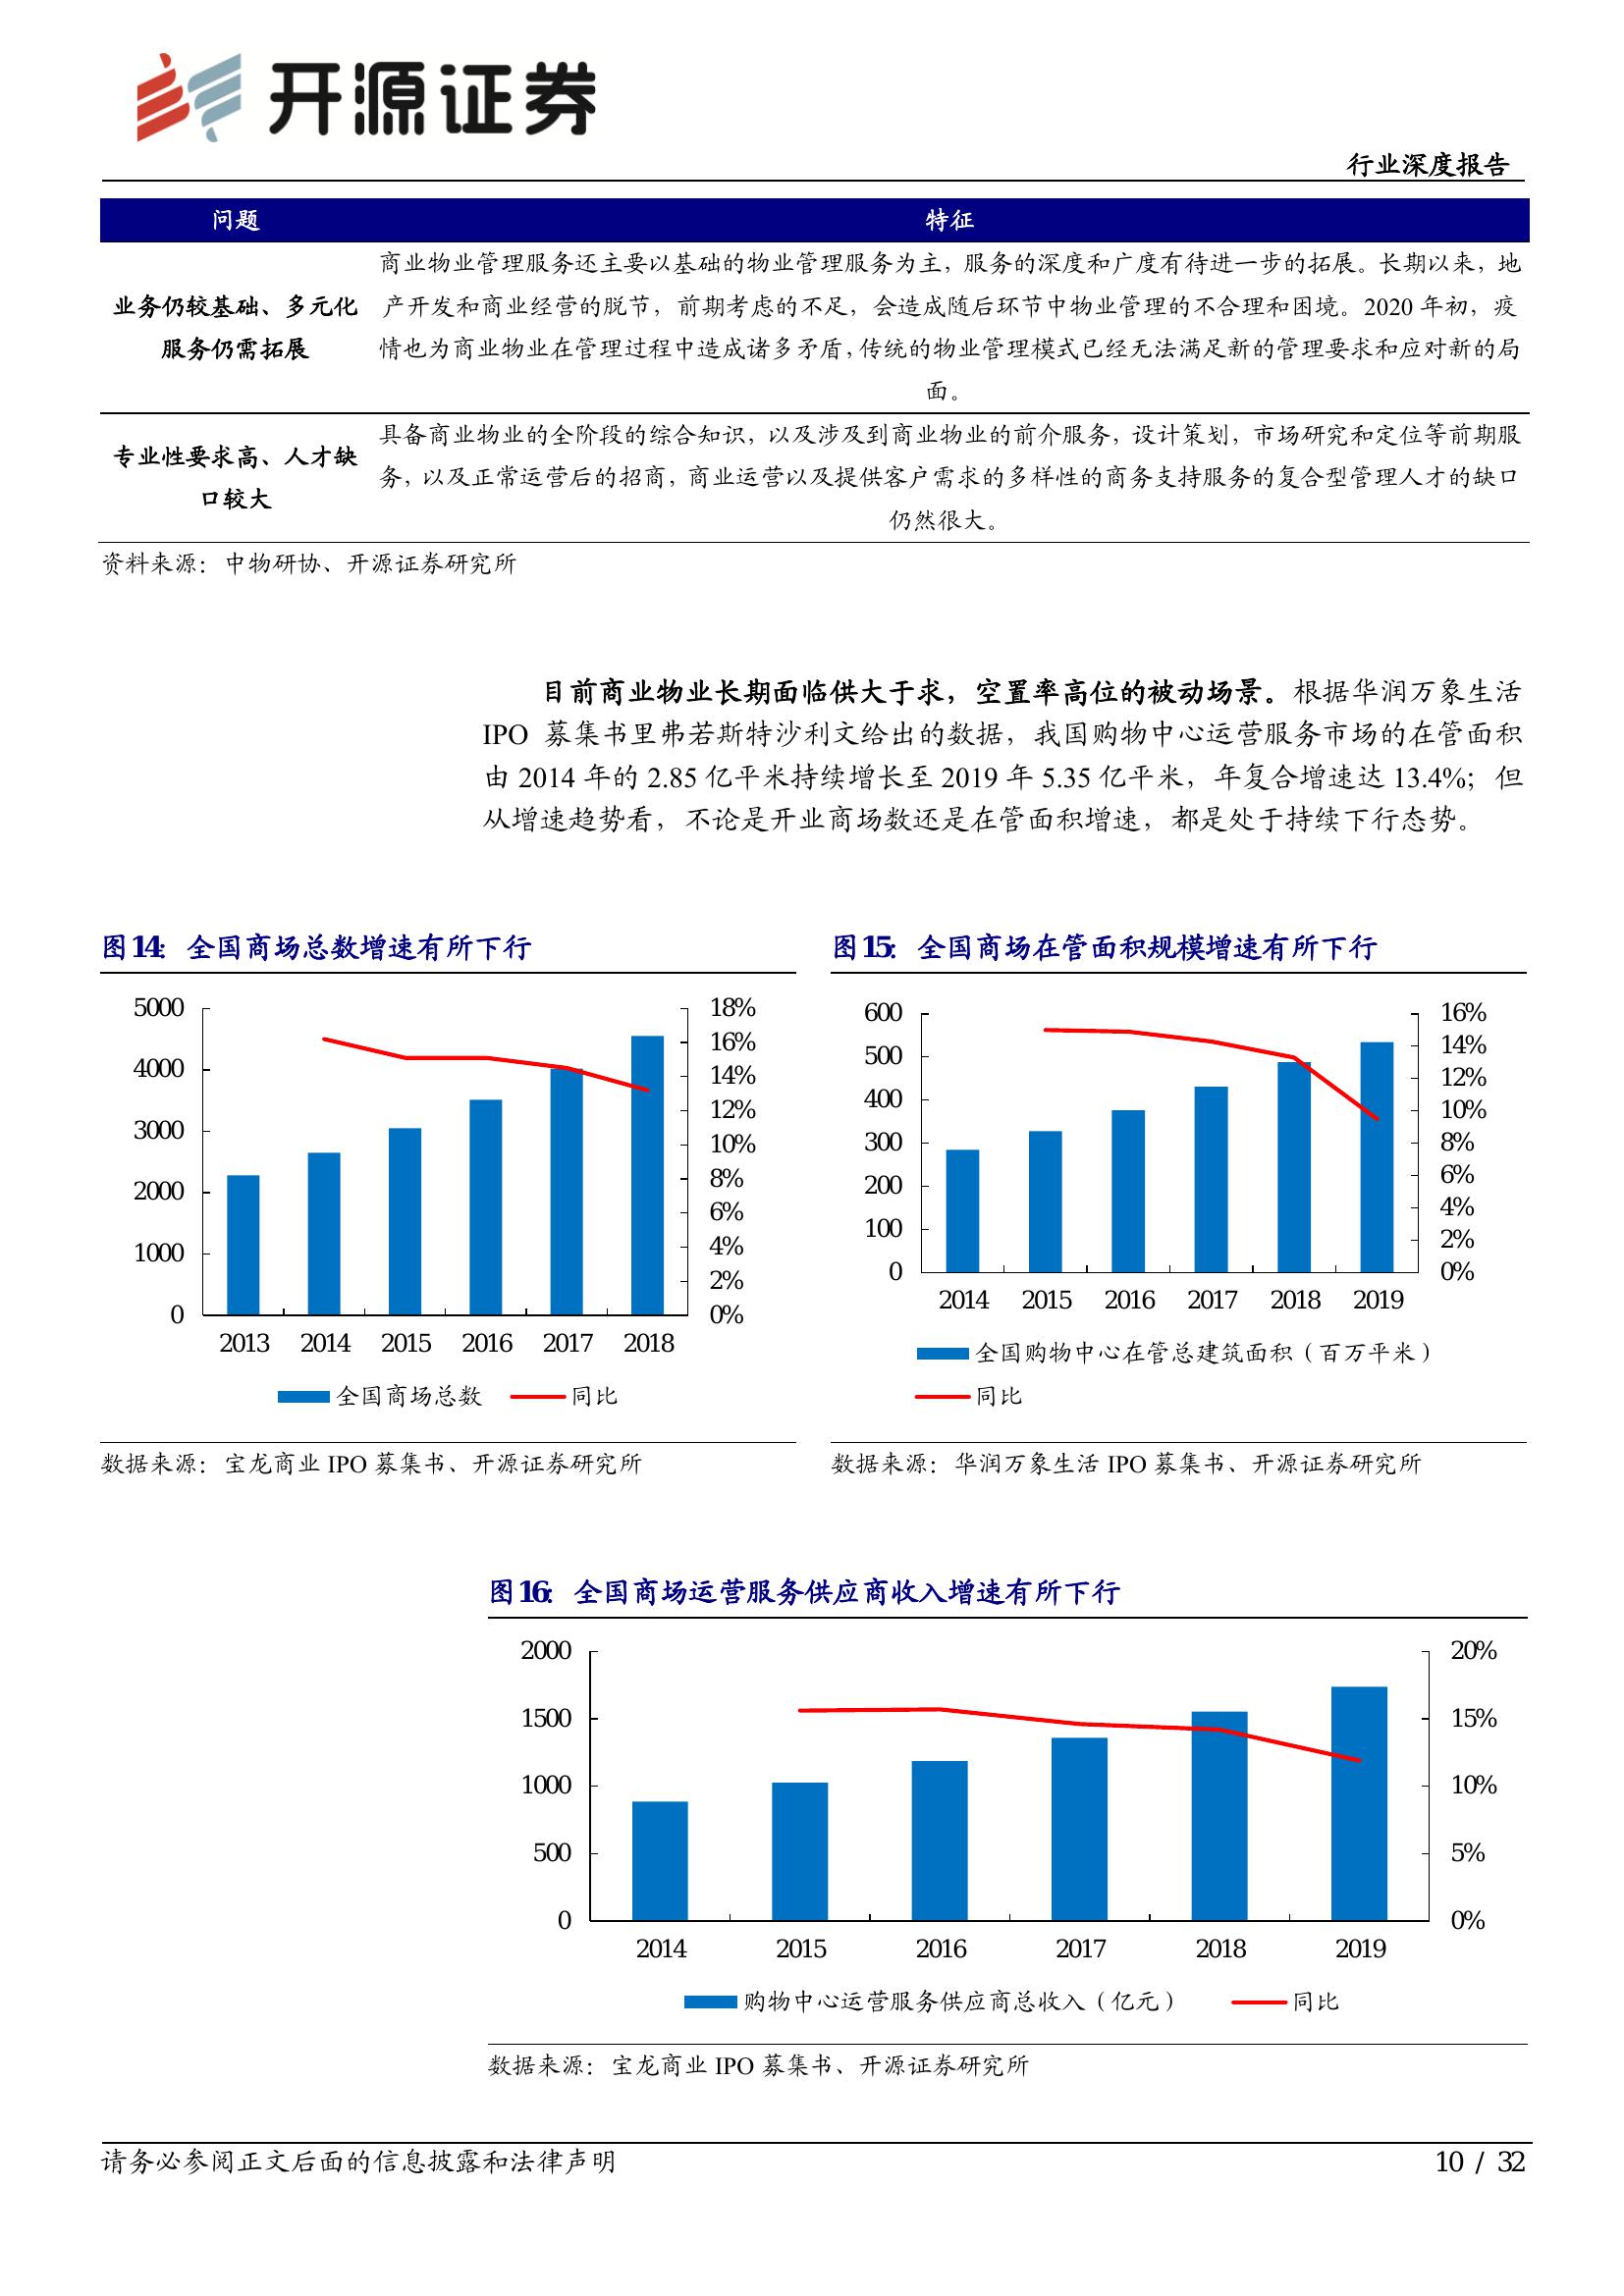 开源证券
行业深度报告
问题 特征
商业物业管理服务还主要以基础的物业管理服务为主，服务的深度和广度有待进一步的拓展。长期以来，地
业务仍较基础、多元化 产开发和商业经营的脱节，前期考虑的不足，会造成随后环节中物业管理的不合理和困境。2020 年初，疫
服务仍需拓展 情也为商业物业在管理过程中造成诸多矛盾，传统的物业管理模式已经无法满足新的管理要求和应对新的局
面。
具备商业物业的全阶段的综合知识，以及涉及到商业物业的前介服务，设计策划，市场研究和定位等前期服
专业性要求高、人才缺 务，以及正常运营后的招商，商业运营以及提供客户需求的多样性的商务支持服务的复合型管理人才的缺口
口较大 仍然很大。
资料来源：中物研协、开源证券研究所
目前商业物业长期面临供大于求，空置率高位的被动场景。根据华润万象生活
IPO 募集书里弗若斯特沙利文给出的数据，我国购物中心运营服务市场的在管面积
由 2014 年的 2.85 亿平米持续增长至 2019 年 5.35 亿平米，年复合增速达 13.4%；但
从增速趋势看，不论是开业商场数还是在管面积增速，都是处于持续下行态势。
图14：全国商场总数增速有所下行
5000
4000
3000
2000
1000
0
18%
16%
14%
12%
10%
8%
6%
4%
2%
0%
2013 2014 2015 2016 2017 2018
全国商场总数 同比
数据来源：宝龙商业 IPO 募集书、开源证券研究所
图15：全国商场在管面积规模增速有所下行
600
500
400
300
200
100
0
16%
14%
12%
10%
8%
6%
4%
2%
0%
2014 2015 2016 2017 2018 2019
全国购物中心在管总建筑面积（百万平米）
同比
数据来源：华润万象生活 IPO 募集书、开源证券研究所
图16：全国商场运营服务供应商收入增速有所下行
2000
1500
1000
500
0
20%
15%
10%
5%
0%
2014 2015 2016 2017 2018 2019
购物中心运营服务供应商总收入（亿元） 同比
数据来源：宝龙商业 IPO 募集书、开源证券研究所
请务必参阅正文后面的信息披露和法律声明 10 / 32